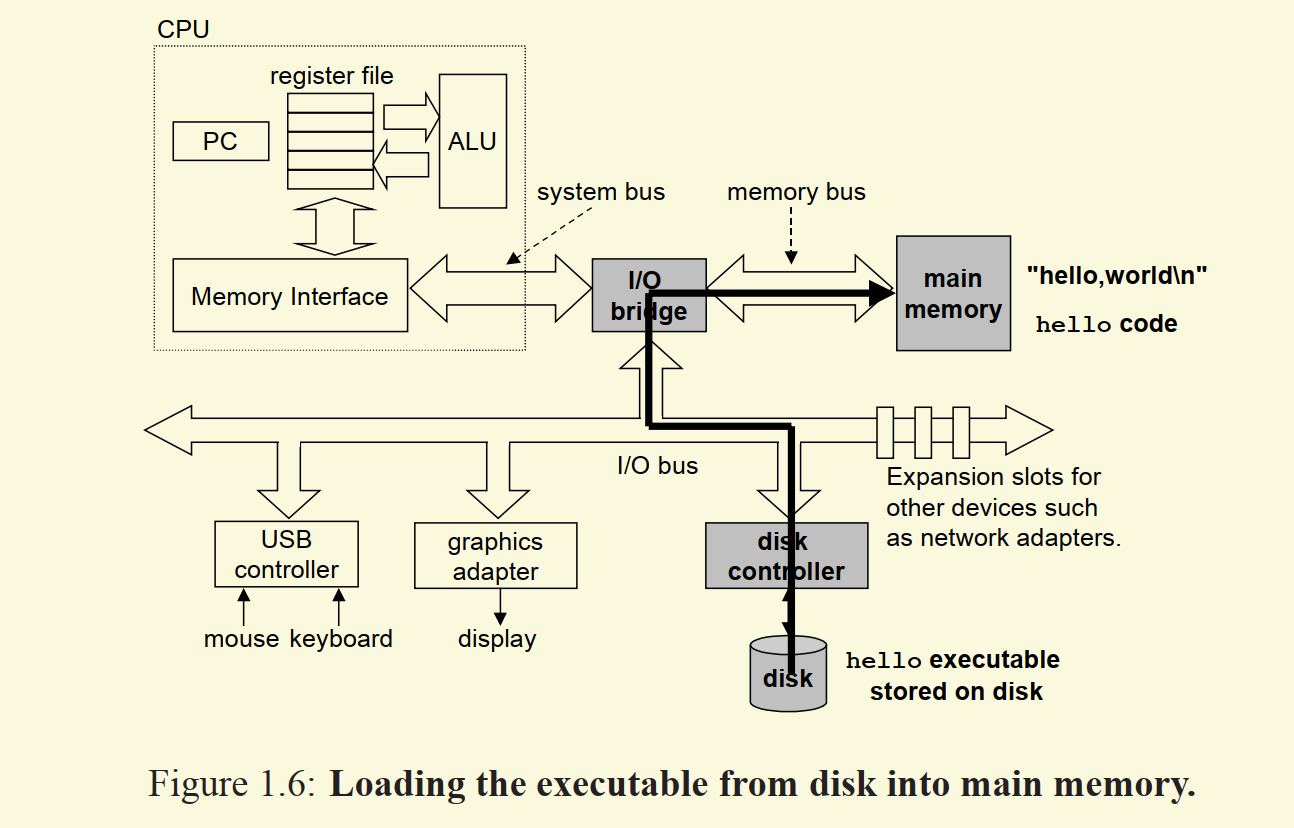 CPU
register file
PC
ALU
system bus
memory bus
Memory Interface
I/O
bridge
main
memory
"hello,world\n"
hello code
I/O bus
Expansion slots for
other devices such
as network adapters.
USB
controller
graphics
adapter
disk
controller
mouse keyboard
display
disk
hello executable
stored on disk
Figure 1.6: Loading the executable from disk into main memory.